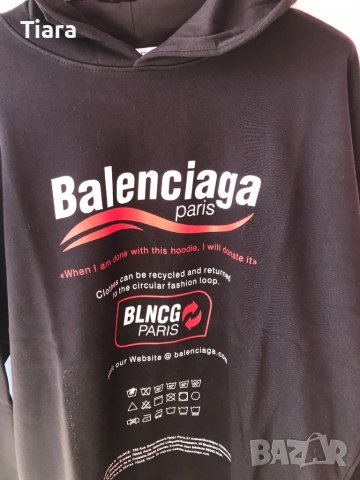 Tiara
Balenciaga
paris
«When I am done with this hoodie, I will donate it»
Clothes can be recycled and returned
to the circular fashion loop.
BLNCG
PARIS
our Website @ balenciaga.com
BAZAR